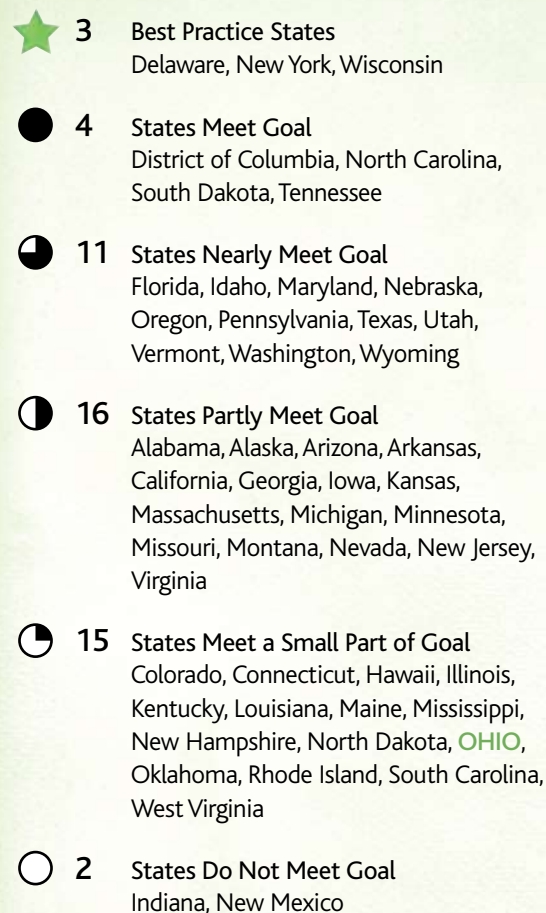 3 Best Practice States
Delaware, New York, Wisconsin
4 States Meet Goal
District of Columbia, North Carolina,
South Dakota, Tennessee
11 States Nearly Meet Goal
Florida, Idaho, Maryland, Nebraska,
Oregon, Pennsylvania, Texas, Utah,
Vermont, Washington, Wyoming
16 States Partly Meet Goal
Alabama, Alaska, Arizona, Arkansas,
California, Georgia, Iowa, Kansas,
Massachusetts, Michigan, Minnesota,
Missouri, Montana, Nevada, New Jersey,
Virginia
15 States Meet a Small Part of Goal
Colorado, Connecticut, Hawaii, Illinois,
Kentucky, Louisiana, Maine, Mississippi,
New Hampshire, North Dakota, OHIO,
Oklahoma, Rhode Island, South Carolina,
West Virginia
2 States Do Not Meet Goal
Indiana, New Mexico